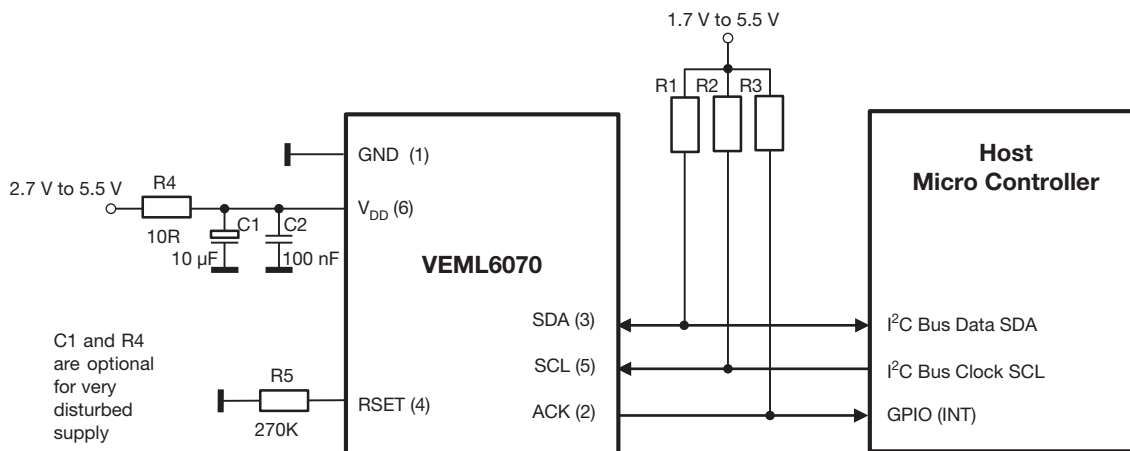 1.7 V to 5.5 V
R1
R2
R3
GND (1)
Host
Micro Controller
2.7 V to 5.5 V
R4
10R
C1
10 µF
C2
100 nF
V_DD (6)
VEML6070
SDA (3)
I²C Bus Data SDA
C1 and R4
are optional
for very
disturbed
supply
SCL (5)
I²C Bus Clock SCL
R5
270K
RSET (4)
ACK (2)
GPIO (INT)